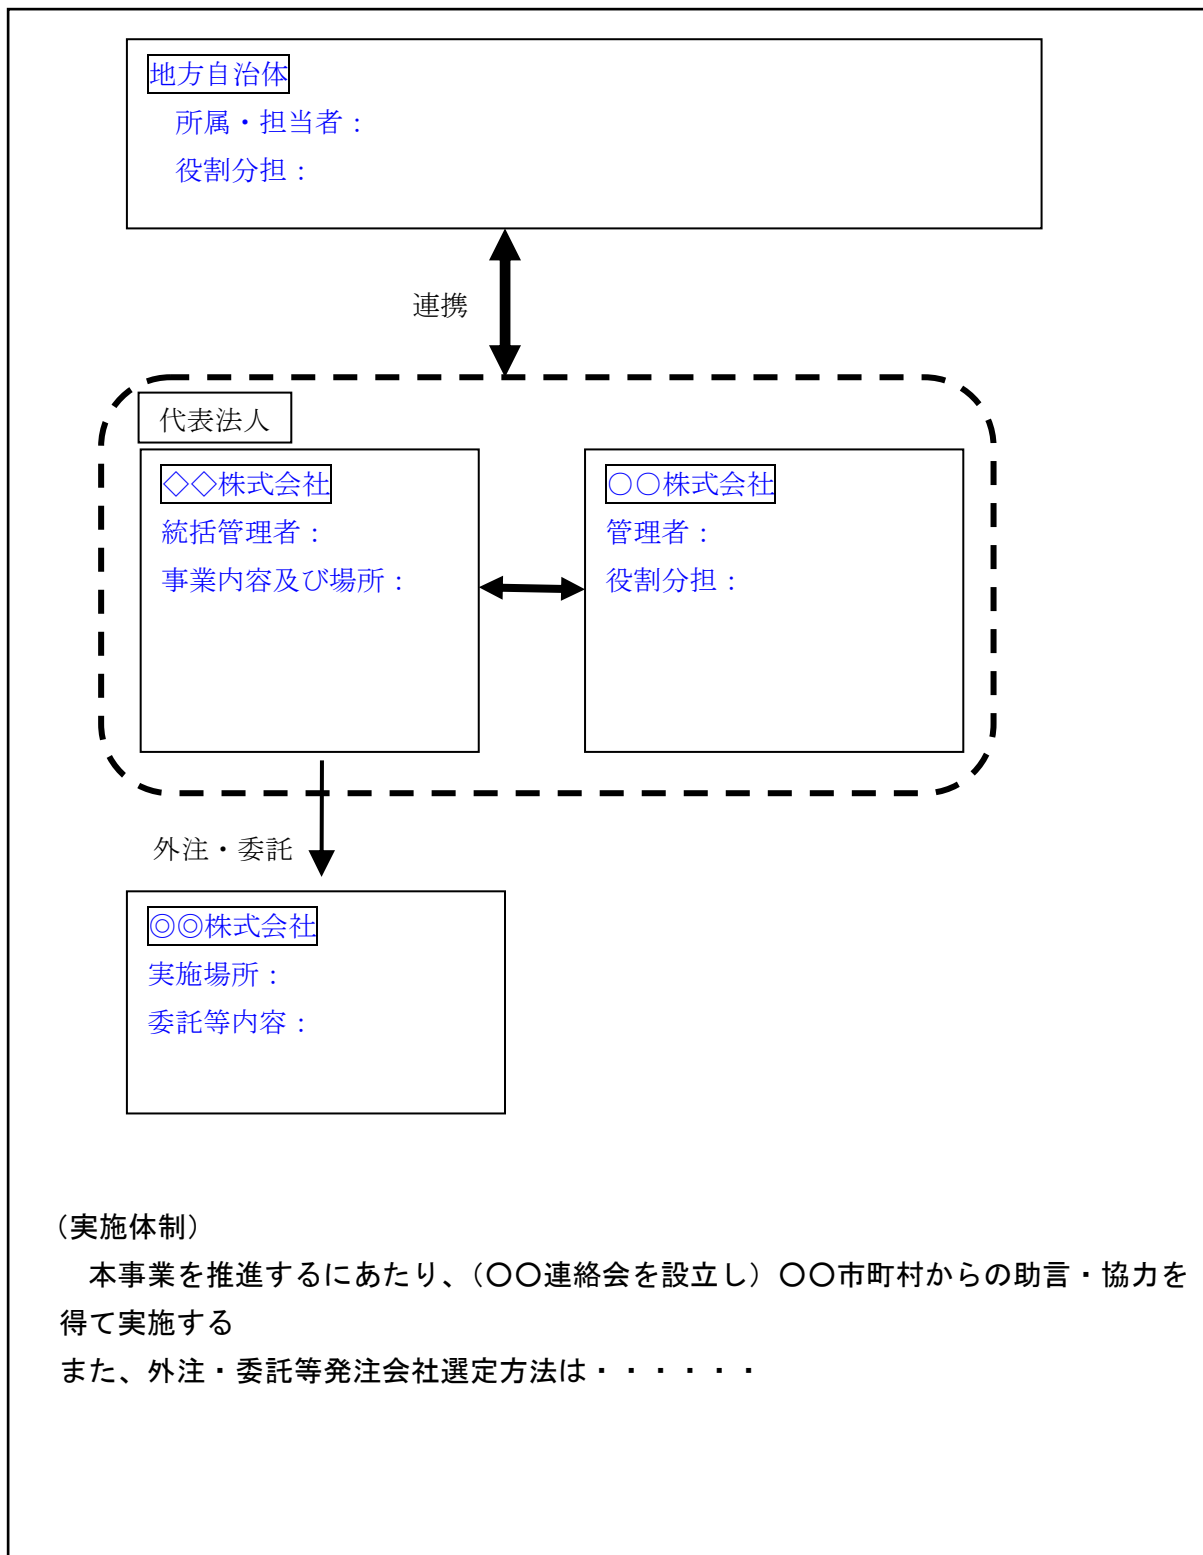 地方自治体
所属・担当者：
役割分担：
連携
代表法人
◇◇株式会社
統括管理者：
事業内容及び場所：
○○株式会社
管理者：
役割分担：
外注・委託
◎◎株式会社
実施場所：
委託等内容：
（実施体制）
本事業を推進するにあたり、（○○連絡会を設立し）○○市町村からの助言・協力を
得て実施する
また、外注・委託等発注会社選定方法は・・・・・・